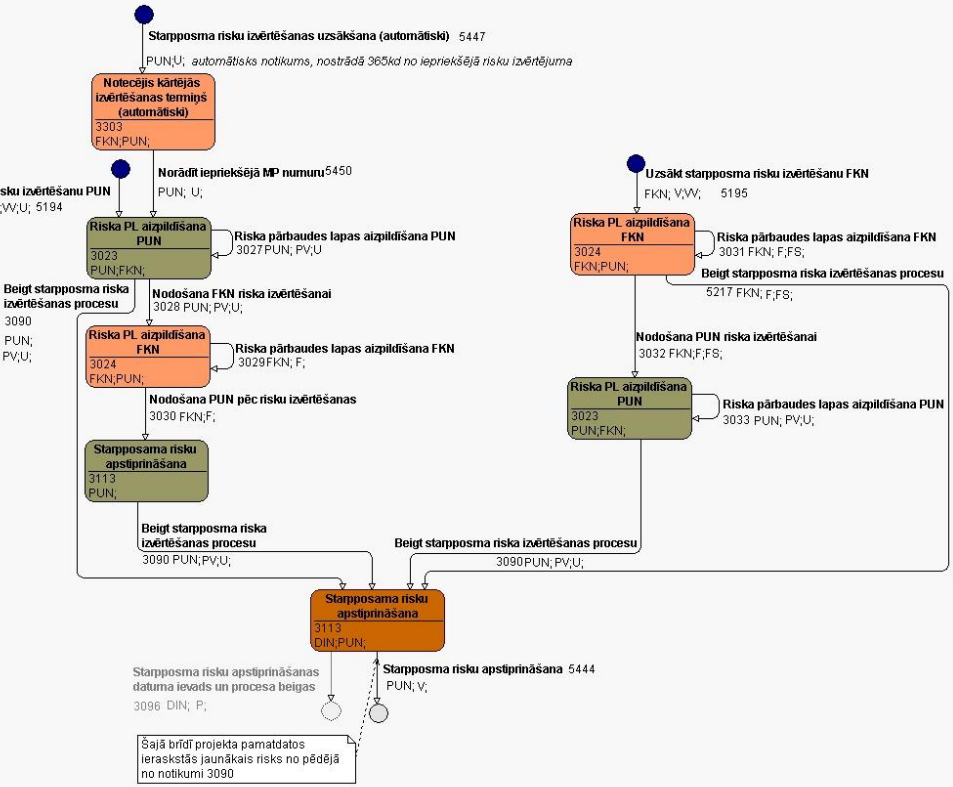 Starpposma risku izvērtēšanas uzsākšana (automātiski) 5447
PUN;U; automātisks notikums, nostrādā 365kd no iepriekšējā risku izvērtējuma
Notecējis kārtējās
izvērtēšanas termiņš
(automātiski)
3303
FKN;PUN;
Norādīt iepriekšējā MP numuru 5450
PUN; U;
sku izvērtēšanu PUN
;VV;U; 5194
Riska PL aizpildīšana
PUN
3023
PUN;FKN;
Riska pārbaudes lapas aizpildīšana PUN
3027 PUN; PV;U
Beigt starpposma riska
izvērtēšanas procesu
3090
PUN;
PV;U;
Nodošana FKN riska izvērtēšanai
3028 PUN; PV;U;
Riska PL aizpildīšana
FKN
3024
FKN;PUN;
Riska pārbaudes lapas aizpildīšana FKN
3029 FKN; F;
Nodošana PUN pēc risku izvērtēšanas
3030 FKN;F;
Starpposama risku
apstiprināšana
3113
PUN;
Beigt starpposma riska
izvērtēšanas procesu
3090 PUN;PV;U;
Uzsākt starpposma risku izvērtēšanu FKN
FKN; V;VV; 5195
Riska PL aizpildīšana
FKN
3024
FKN;PUN;
Riska pārbaudes lapas aizpildīšana FKN
3031 FKN; F;FS;
Beigt starpposma riska izvērtēšanas procesu
5217 FKN; F;FS;
Nodošana PUN riska izvērtēšanai
3032 FKN;F;FS;
Riska PL aizpildīšana
PUN
3023
PUN;FKN;
Riska pārbaudes lapas aizpildīšana PUN
3033 PUN; PV;U;
Beigt starpposma riska izvērtēšanas procesu
3090 PUN; PV;U;
Starpposama risku
apstiprināšana
3113
DIN;PUN;
Starpposma risku apstiprināšanas
datuma ievads un procesa beigas
3096 DIN; P;
Starpposma risku apstiprināšana 5444
PUN; V;
Šajā brīdī projekta pamatdatos
ieraskstās jaunākais risks no pēdējā
no notikumi 3090